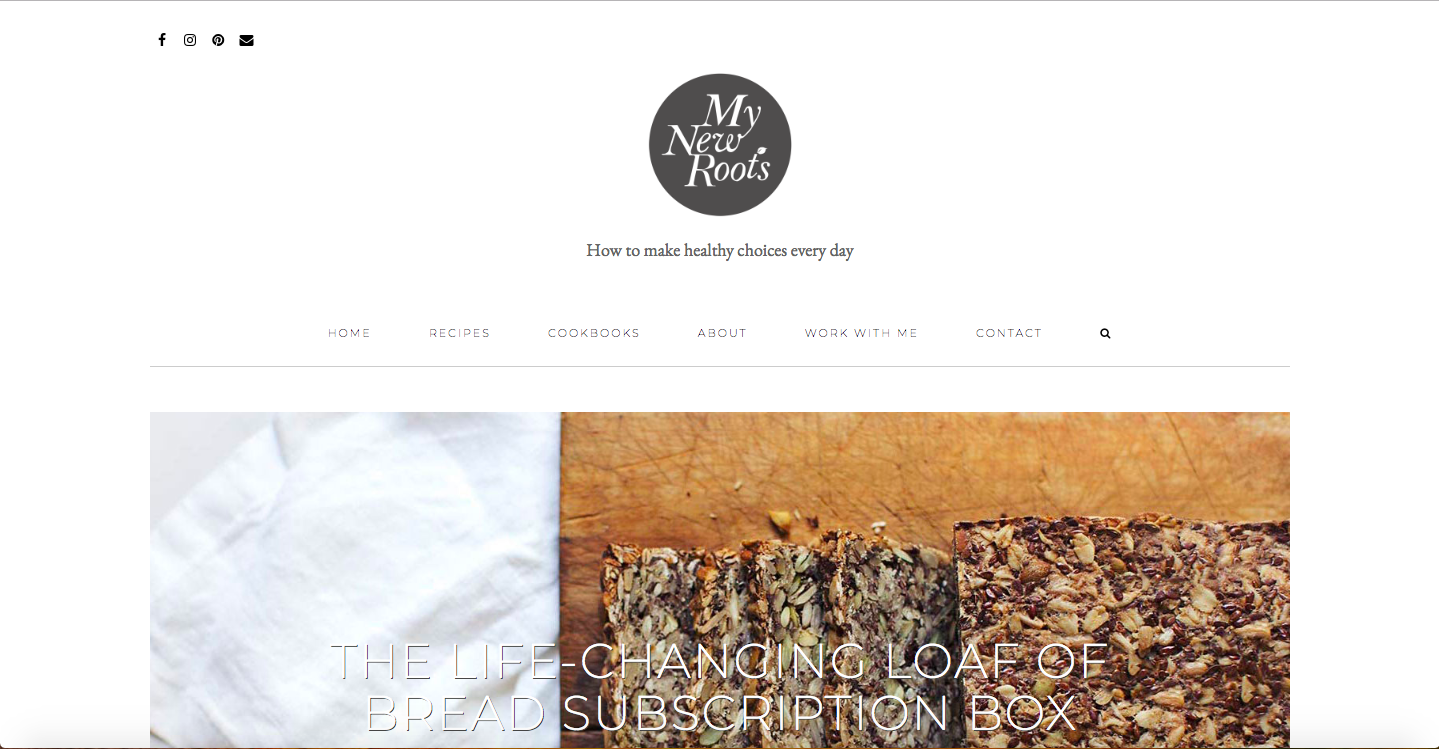 My
New
Roots
How to make healthy choices every day
HOME RECIPES COOKBOOKS ABOUT WORK WITH ME CONTACT
THE LIFE-CHANGING LOAF OF
BREAD SUBSCRIPTION BOX